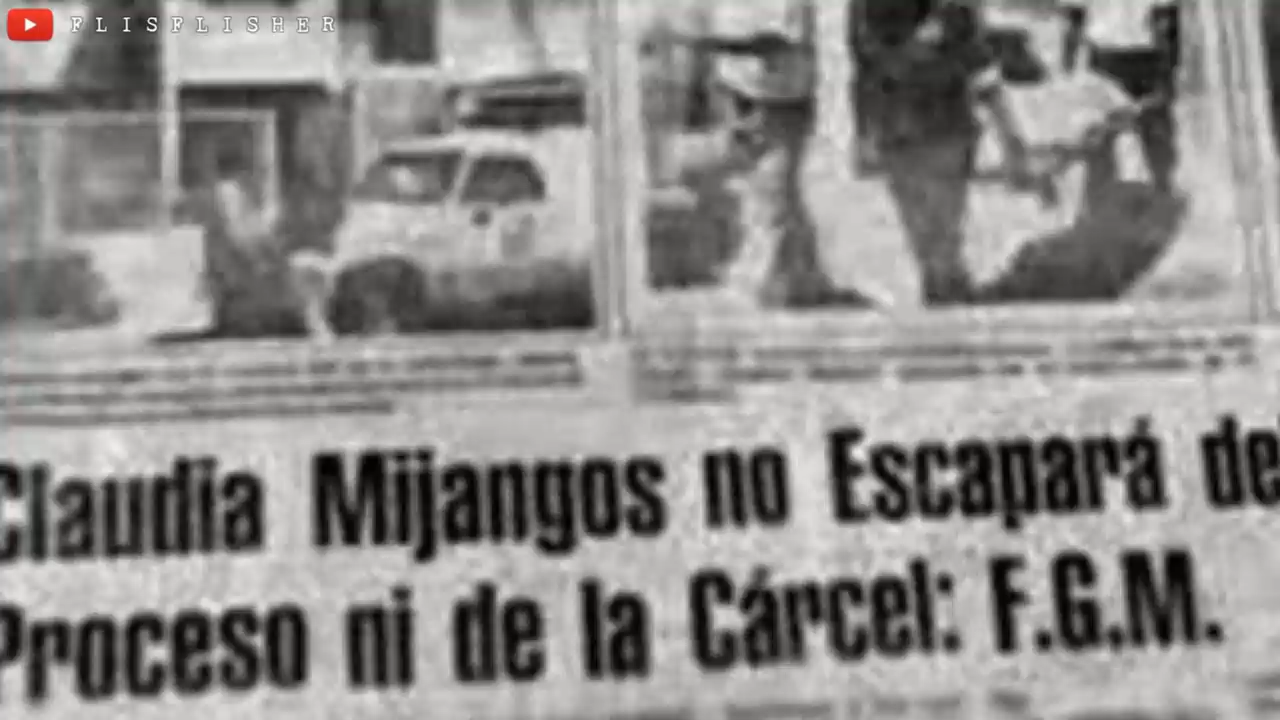 FLISFLISHER
Claudia Mijangos no Escapará del
Proceso ni de la Cárcel: F.G.M.